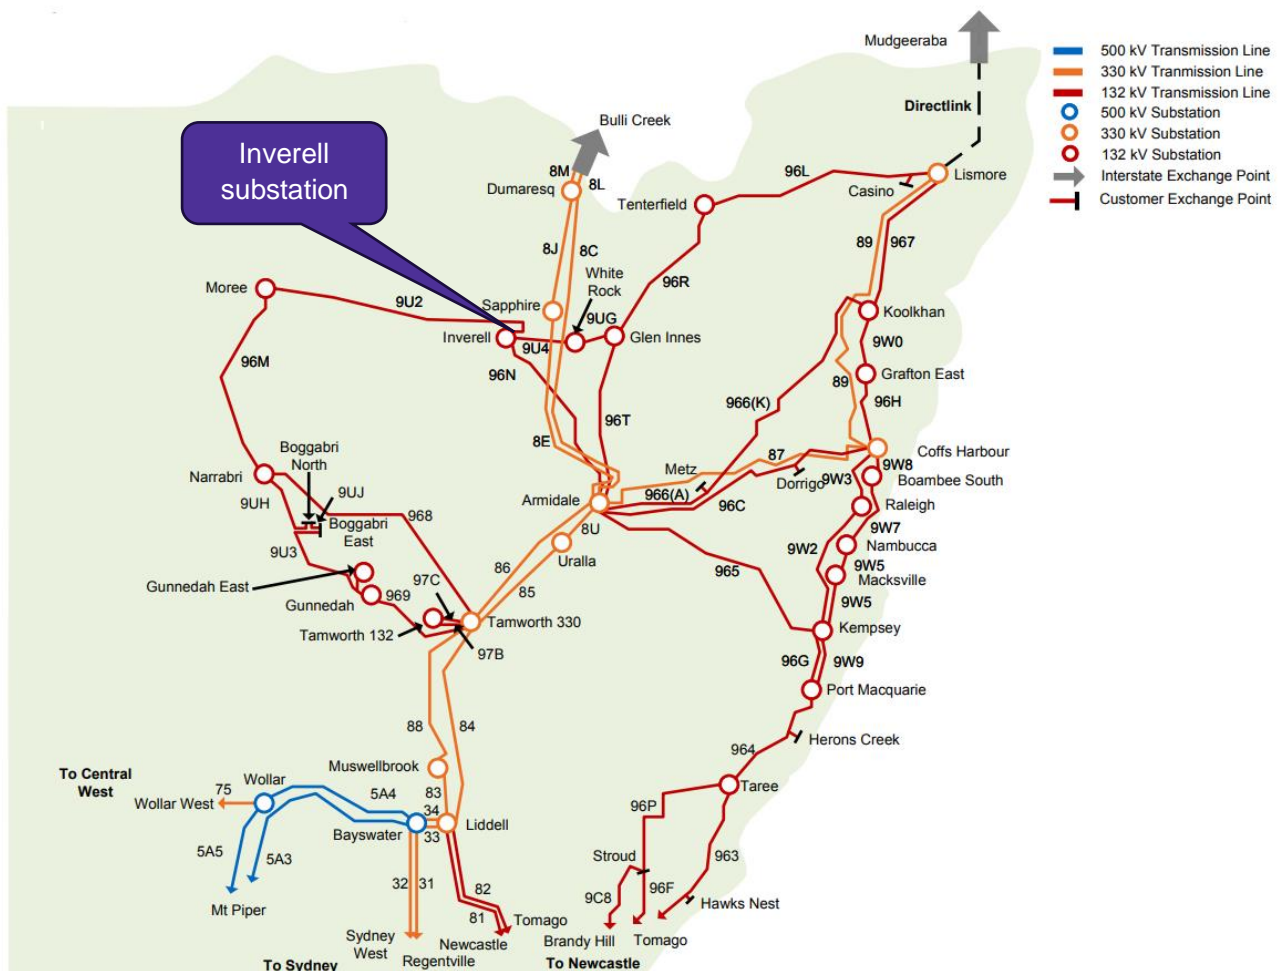 Mudgeeraba
500 kV Transmission Line
330 kV Tranmission Line
132 kV Transmission Line
500 kV Substation
330 kV Substation
132 kV Substation
Interstate Exchange Point
Customer Exchange Point
Directlink
Bulli Creek
Inverell
substation
8M
8L
Dumaresq
96L
Casino
Lismore
Tenterfield
8J
8C
89
967
White
Rock
96R
Moree
9U2
Sapphire
9UG
Koolkhan
Inverell
9U4
Glen Innes
9W0
96M
96N
Grafton East
89
96H
966(K)
96T
8E
87
Coffs Harbour
Boggabri
North
Metz
9W8
Narrabri
Dorrigo
9W3
Boambee South
9UH
9UJ
966(A)
96C
Raleigh
Armidale
968
Boggabri
East
8U
9W7
9U3
Uralla
9W2
Nambucca
86
965
9W5
Macksville
Gunnedah East
97C
85
969
Gunnedah
9W5
Tamworth 330
Kempsey
Tamworth 132
97B
96G
9W9
Port Macquarie
88
84
Herons Creek
964
Muswellbrook
To Central
West
75
Wollar
83
Taree
Wollar West
5A4
34
96P
Bayswater
33
Liddell
5A5
5A3
Stroud
963
32
31
82
9C8
96F
Mt Piper
81
Hawks Nest
Tomago
Sydney
West
Newcastle
Brandy Hill
Tomago
Regentville
To Sydney
To Newcastle